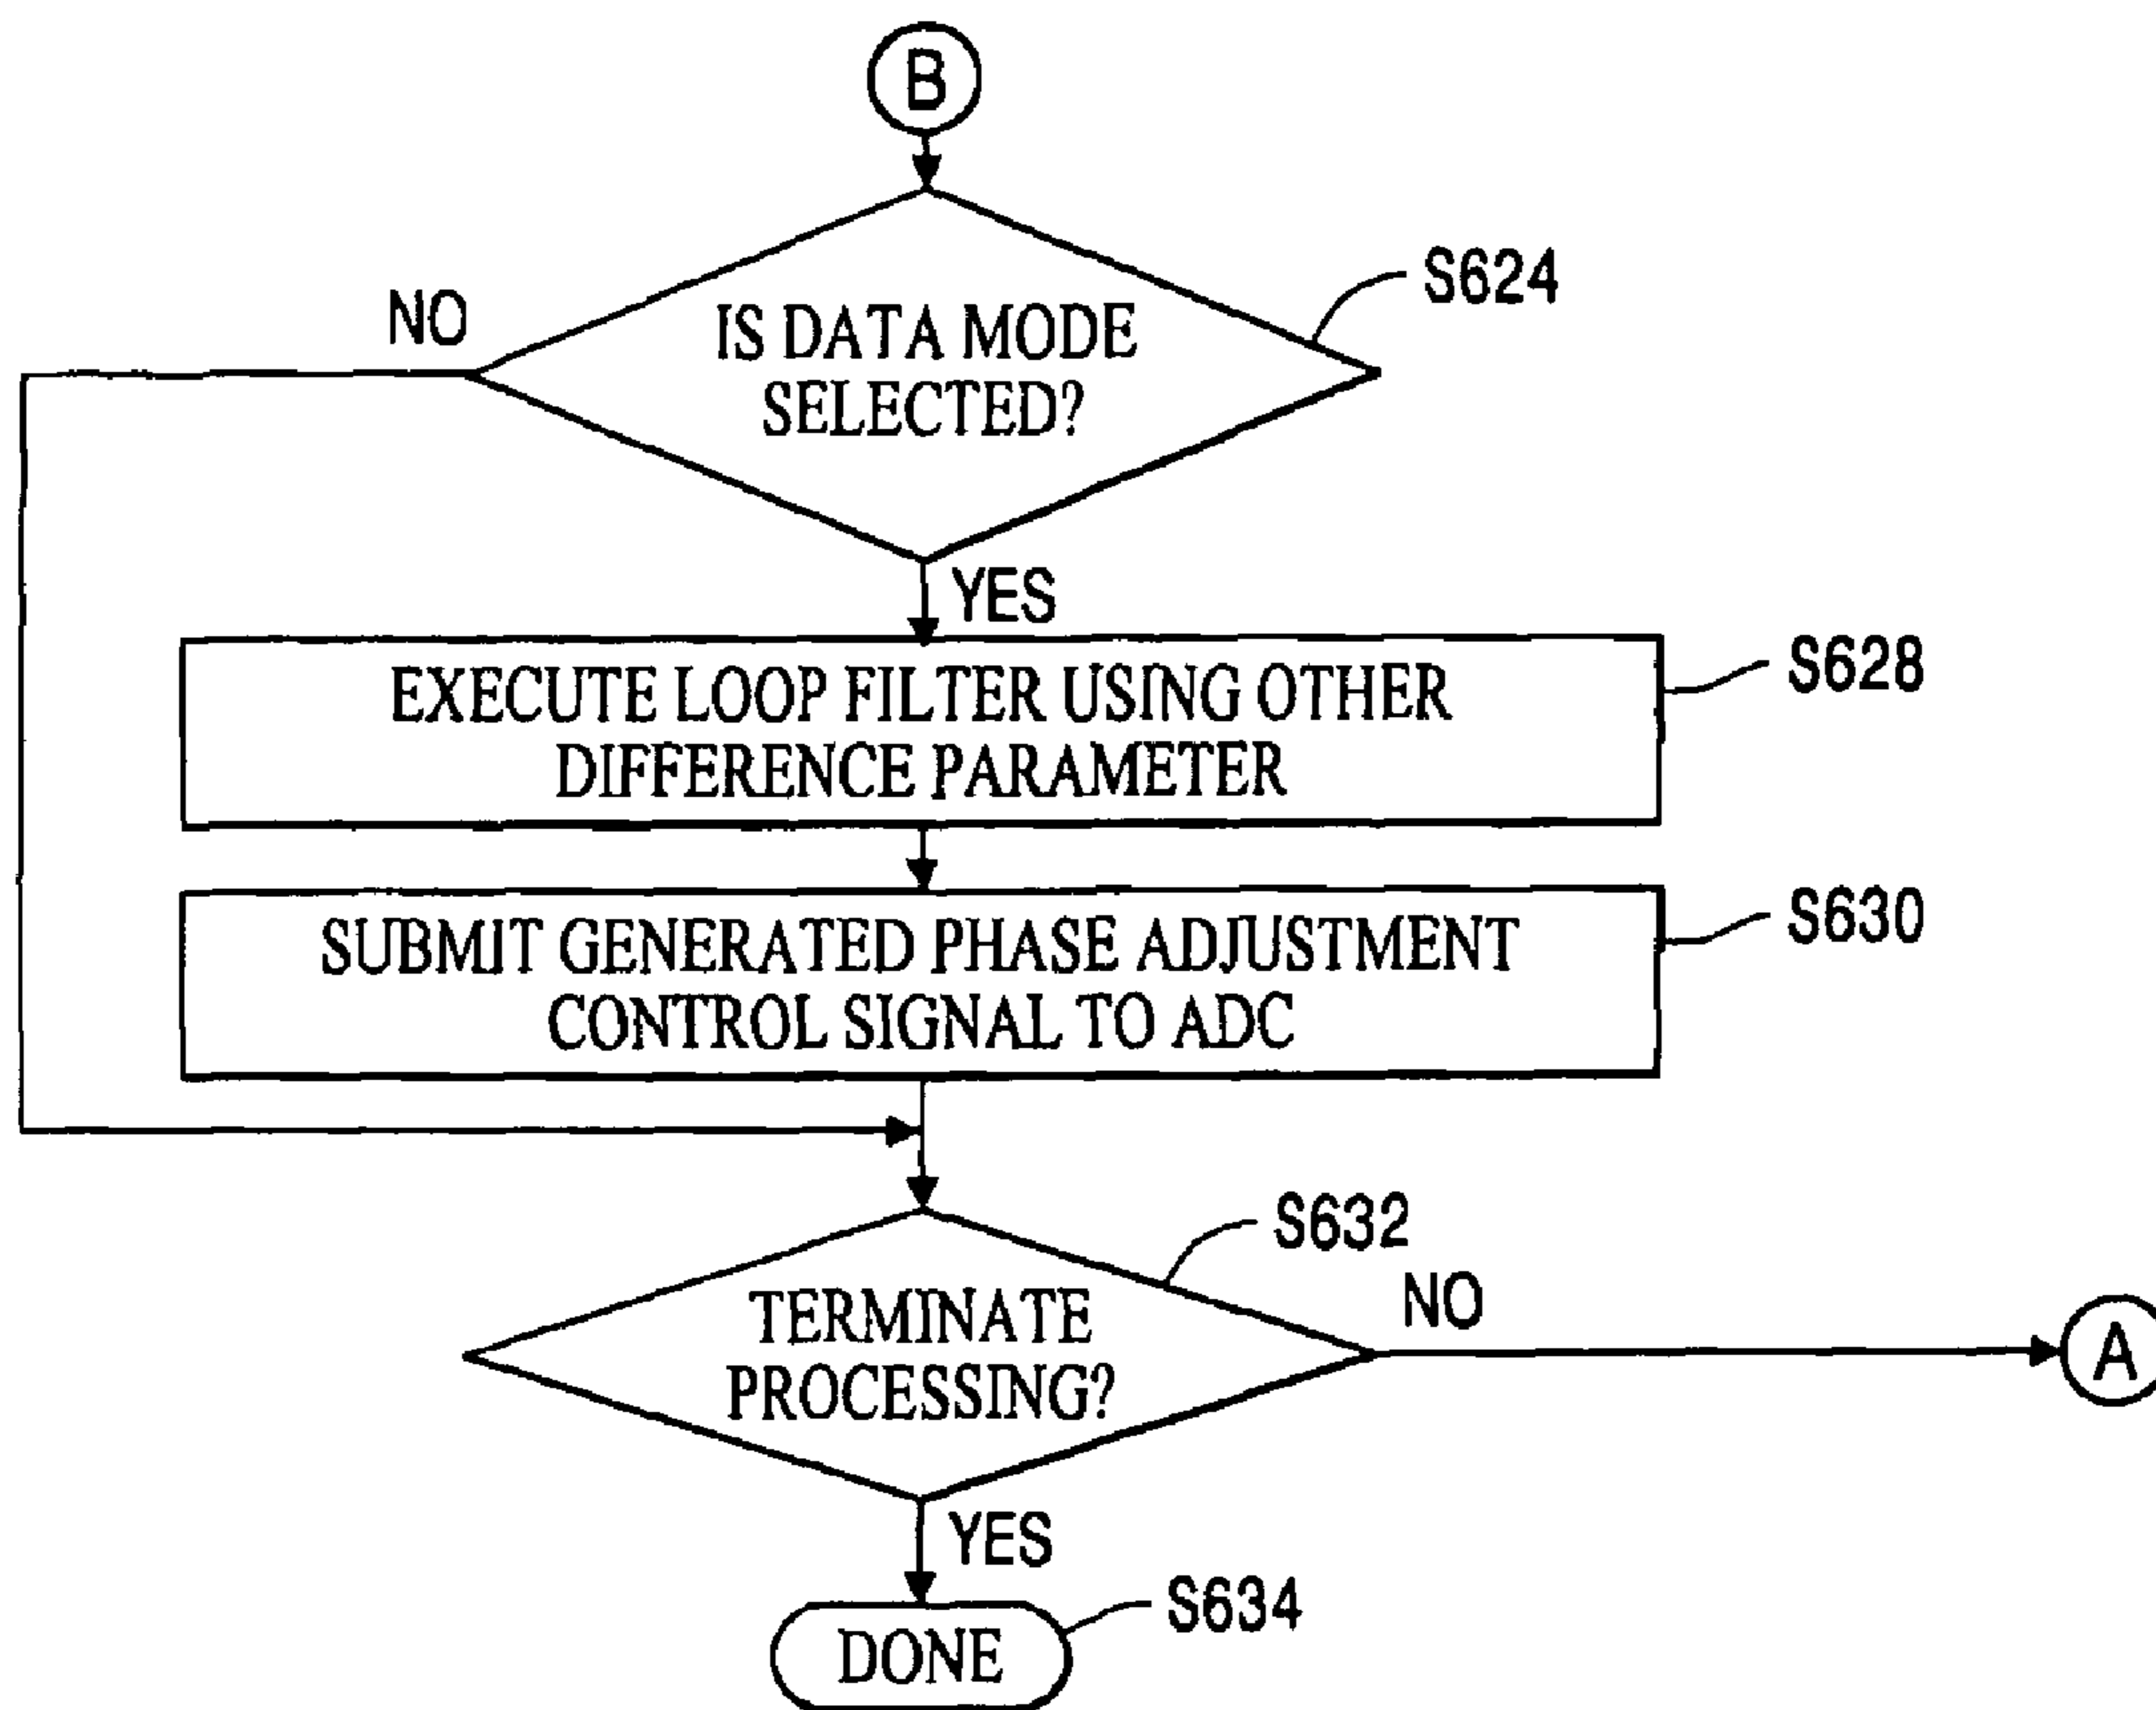 B
S624
NO
IS DATA MODE
SELECTED?
YES
S628
EXECUTE LOOP FILTER USING OTHER
DIFFERENCE PARAMETER
S630
SUBMIT GENERATED PHASE ADJUSTMENT
CONTROL SIGNAL TO ADC
S632
NO
TERMINATE
PROCESSING?
A
YES
S634
DONE